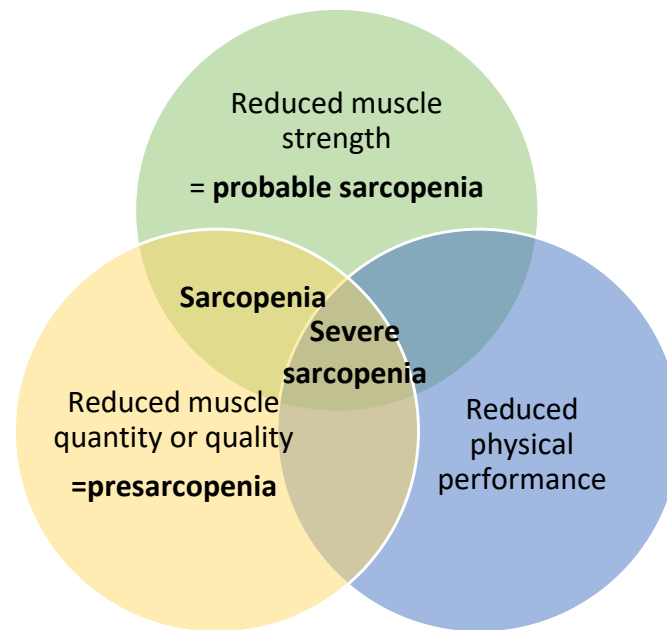 Reduced muscle
strength
= probable sarcopenia
Sarcopenia
Severe
sarcopenia
Reduced muscle
quantity or quality
=presarcopenia
Reduced
physical
performance